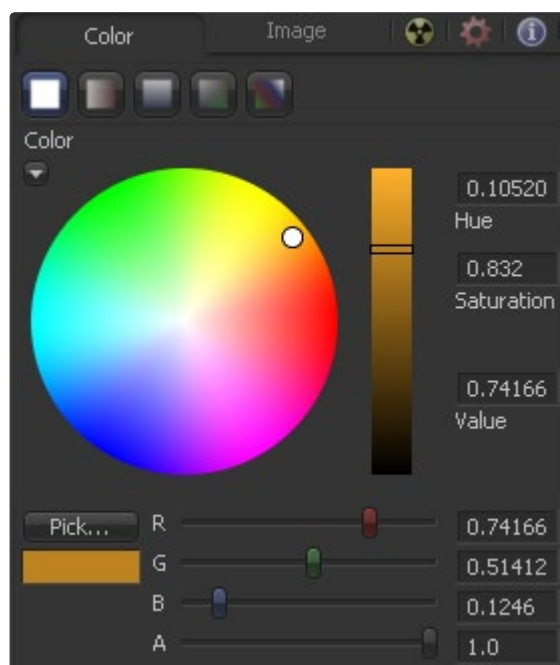 Color
Image
Color
0.10520
Hue
0.832
Saturation
0.74166
Value
Pick...
R
0.74166
G
0.51412
B
0.1246
A
1.0